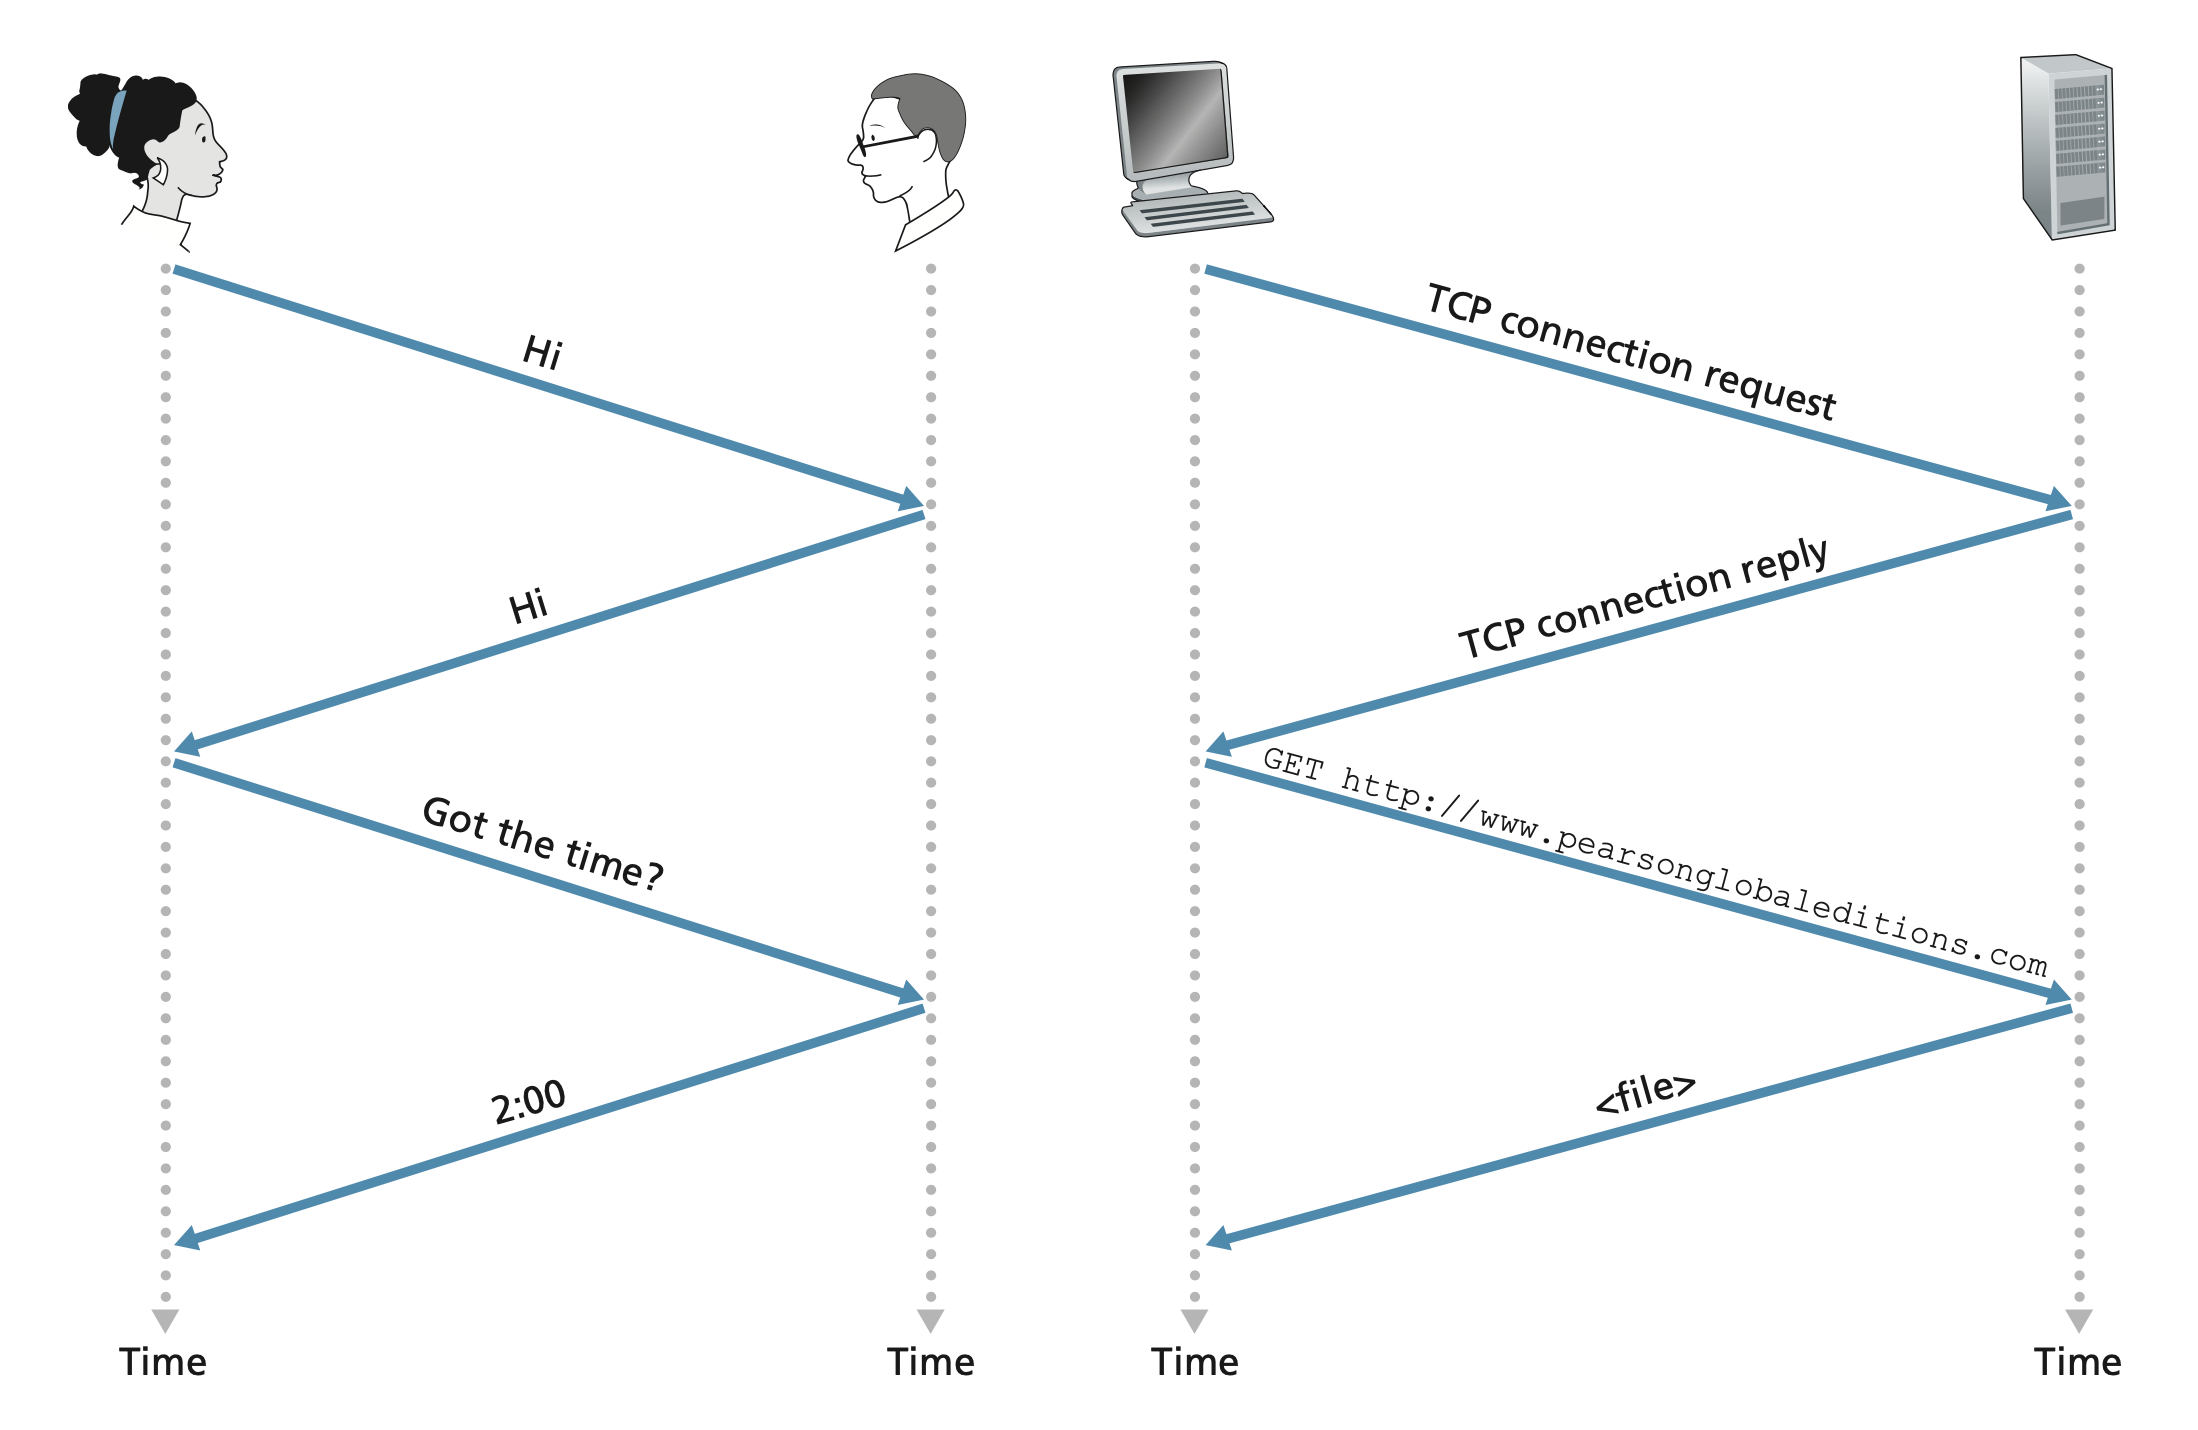 Hi
Hi
Got the time?
2:00
Time
Time
TCP connection request
TCP connection reply
GET http://www.pearsonglobaleditions.com
<file>
Time
Time